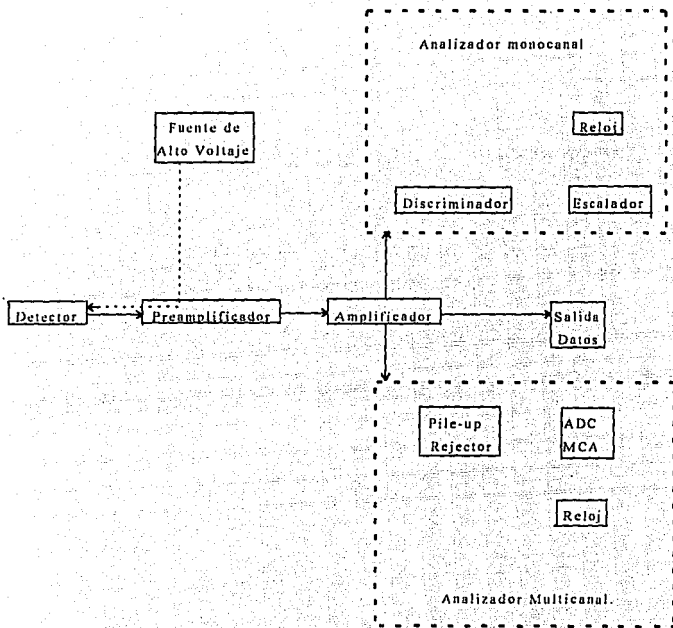 Analizador monocanal
Fuente de
Alto Voltaje
Reloj
Discriminador
Escalador
Detector
Preamplificador
Amplificador
Salida
Datos
Pile-up
Rejector
ADC
MCA
Reloj
Analizador Multicanal.